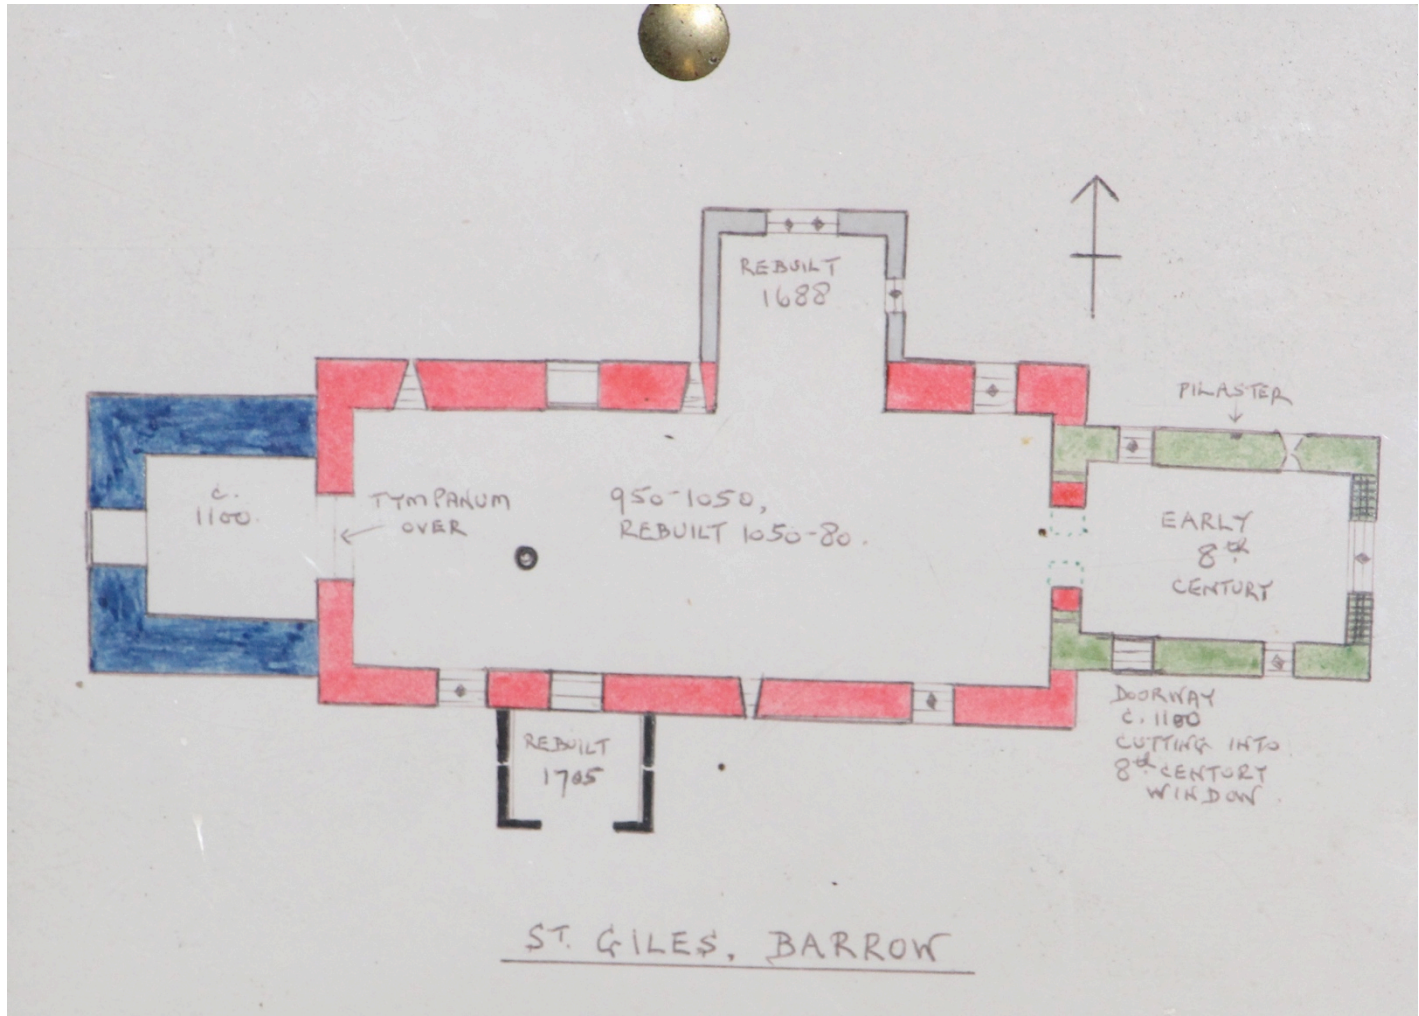 REBUILT
1688
PILASTER
C.
1100.
TYMPANUM
OVER
950-1050,
REBUILT 1050-80.
EARLY
8th
CENTURY
REBUILT
1705
DOORWAY
C. 1100
CUTTING INTO
8th CENTURY
WINDOW
ST. GILES, BARROW